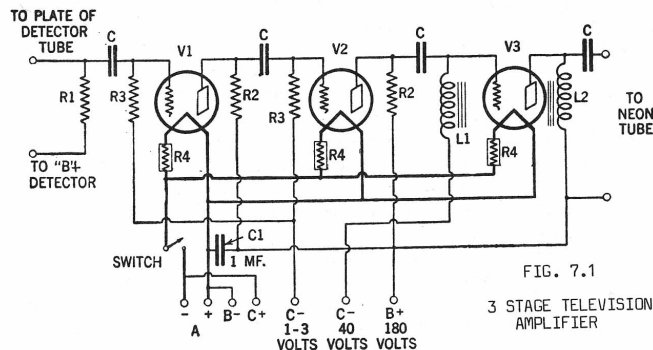 TO PLATE OF
DETECTOR
TUBE
C
V1
C
V2
C
V3
C
R1
R3
R2
R3
R2
L1
L2
TO
NEON
TUBE
R4
R4
R4
TO "B"+
DETECTOR
SWITCH
C1
1 MF.
FIG. 7.1
3 STAGE TELEVISION
AMPLIFIER
- + B- C+ C- C- B+
A 1-3 40 180
VOLTS VOLTS VOLTS